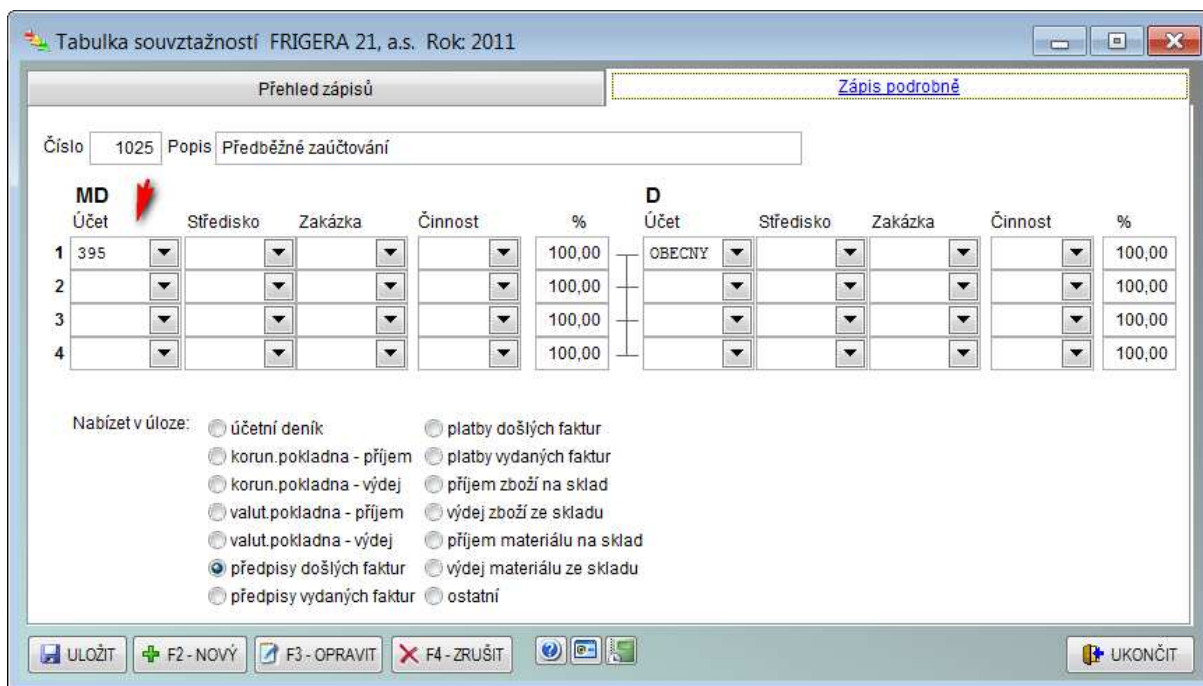 Tabulka souvztažností FRIGERA 21, a.s. Rok: 2011
Přehled zápisů Zápis podrobně
Číslo 1025 Popis Předběžné zaúčtování
MD D
Účet Středisko Zakázka Činnost % Účet Středisko Zakázka Činnost %
1 395 100,00 OBECNY 100,00
2 100,00 100,00
3 100,00 100,00
4 100,00 100,00
Nabízet v úloze: účetní deník platby došlých faktur
korun.pokladna - příjem platby vydaných faktur
korun.pokladna - výdej příjem zboží na sklad
valut.pokladna - příjem výdej zboží ze skladu
valut.pokladna - výdej příjem materiálu na sklad
předpisy došlých faktur výdej materiálu ze skladu
předpisy vydaných faktur ostatní
ULOŽIT F2 - NOVÝ F3 - OPRAVIT F4 - ZRUŠIT UKONČIT